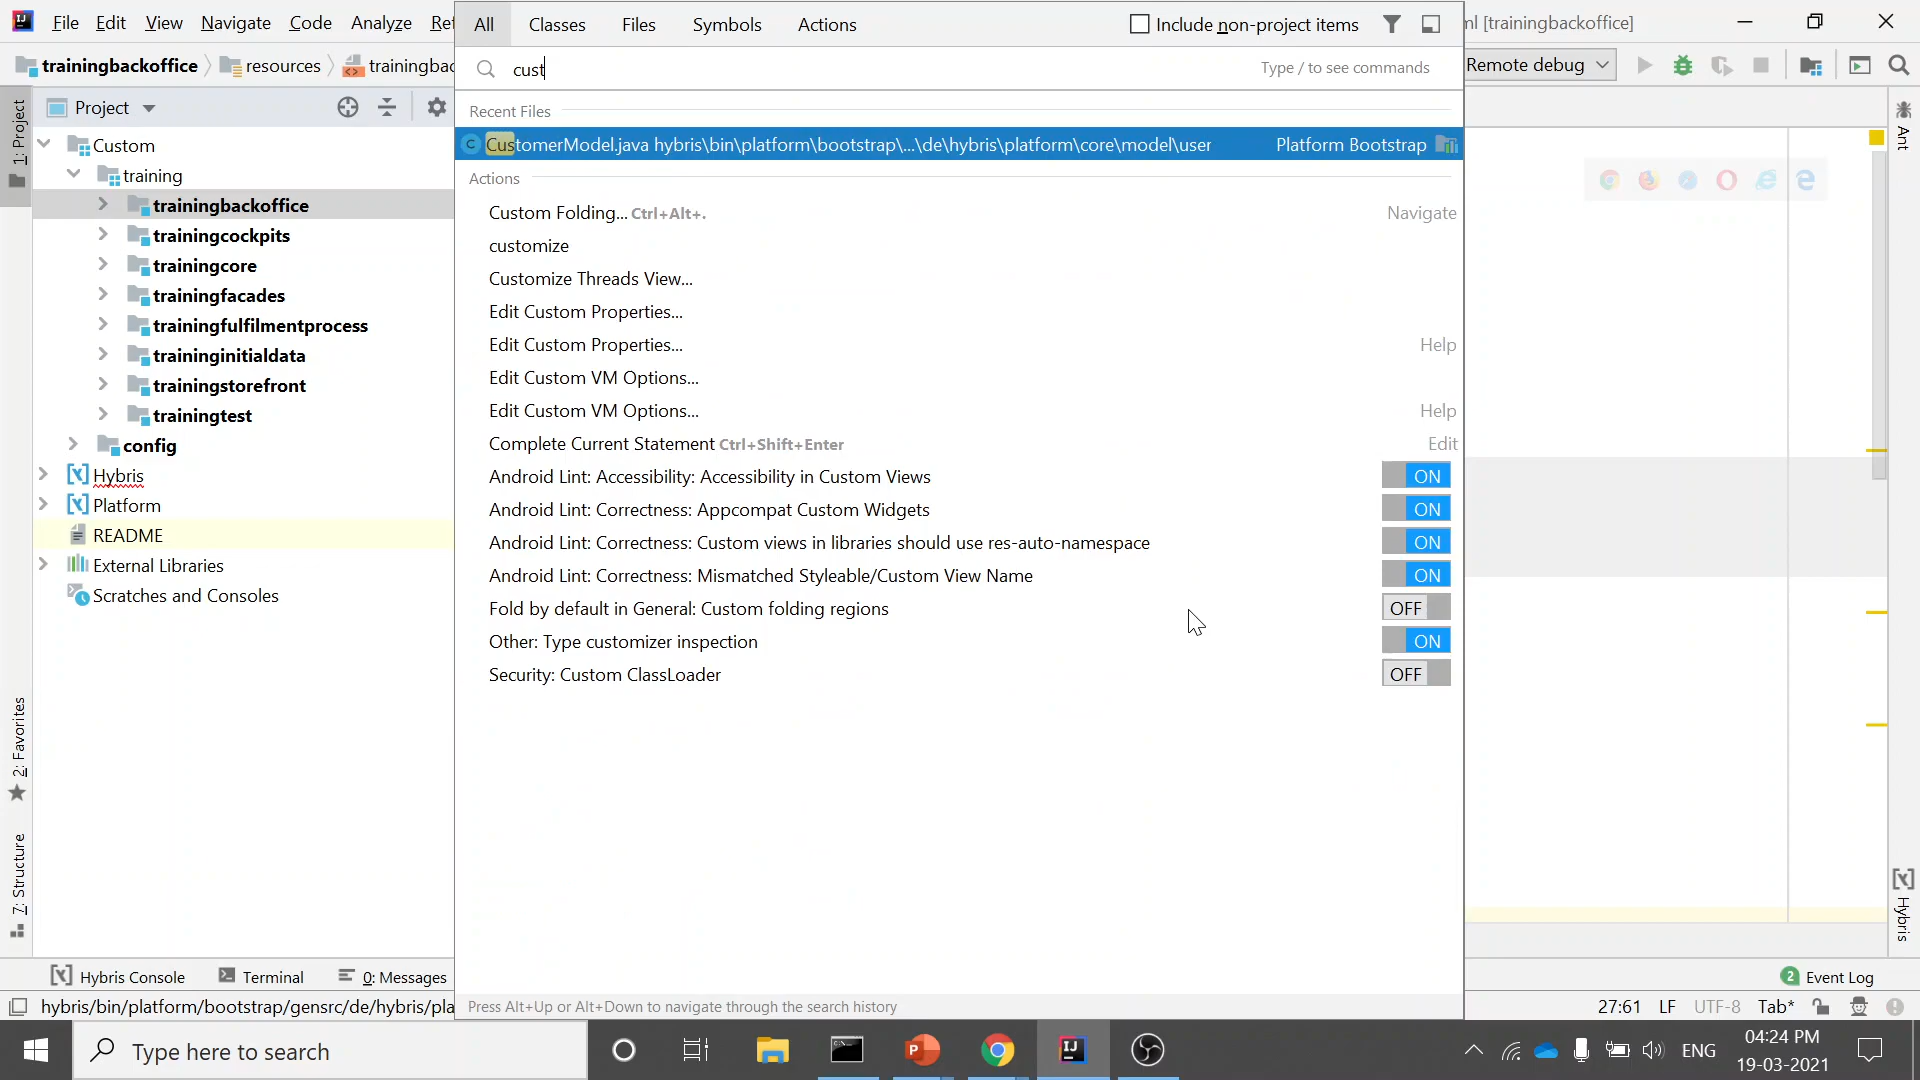 File Edit View Navigate Code Analyze Ref
All Classes Files Symbols Actions Include non-project items
ml [trainingbackoffice]
trainingbackoffice resources trainingbac
cust Type / to see commands
Remote debug
Project
Recent Files
CustomerModel.java hybris\bin\platform\bootstrap\...\de\hybris\platform\core\model\user Platform Bootstrap
Actions
Custom Folding... Ctrl+Alt+. Navigate
customize
Customize Threads View...
Edit Custom Properties...
Edit Custom Properties... Help
Edit Custom VM Options...
Edit Custom VM Options... Help
Complete Current Statement Ctrl+Shift+Enter Edit
Android Lint: Accessibility: Accessibility in Custom Views ON
Android Lint: Correctness: Appcompat Custom Widgets ON
Android Lint: Correctness: Custom views in libraries should use res-auto-namespace ON
Android Lint: Correctness: Mismatched Styleable/Custom View Name ON
Fold by default in General: Custom folding regions OFF
Other: Type customizer inspection ON
Security: Custom ClassLoader OFF
Press Alt+Up or Alt+Down to navigate through the search history
Custom
training
trainingbackoffice
trainingcockpits
trainingcore
trainingfacades
trainingfulfilmentprocess
traininginitialdata
trainingstorefront
trainingtest
config
Hybris
Platform
README
External Libraries
Scratches and Consoles
1: Project
2: Favorites
7: Structure
Ant
Hybris
Hybris Console Terminal 0: Messages
2 Event Log
hybris/bin/platform/bootstrap/gensrc/de/hybris/pla
27:61 LF UTF-8 Tab*
Type here to search
ENG
04:24 PM
19-03-2021